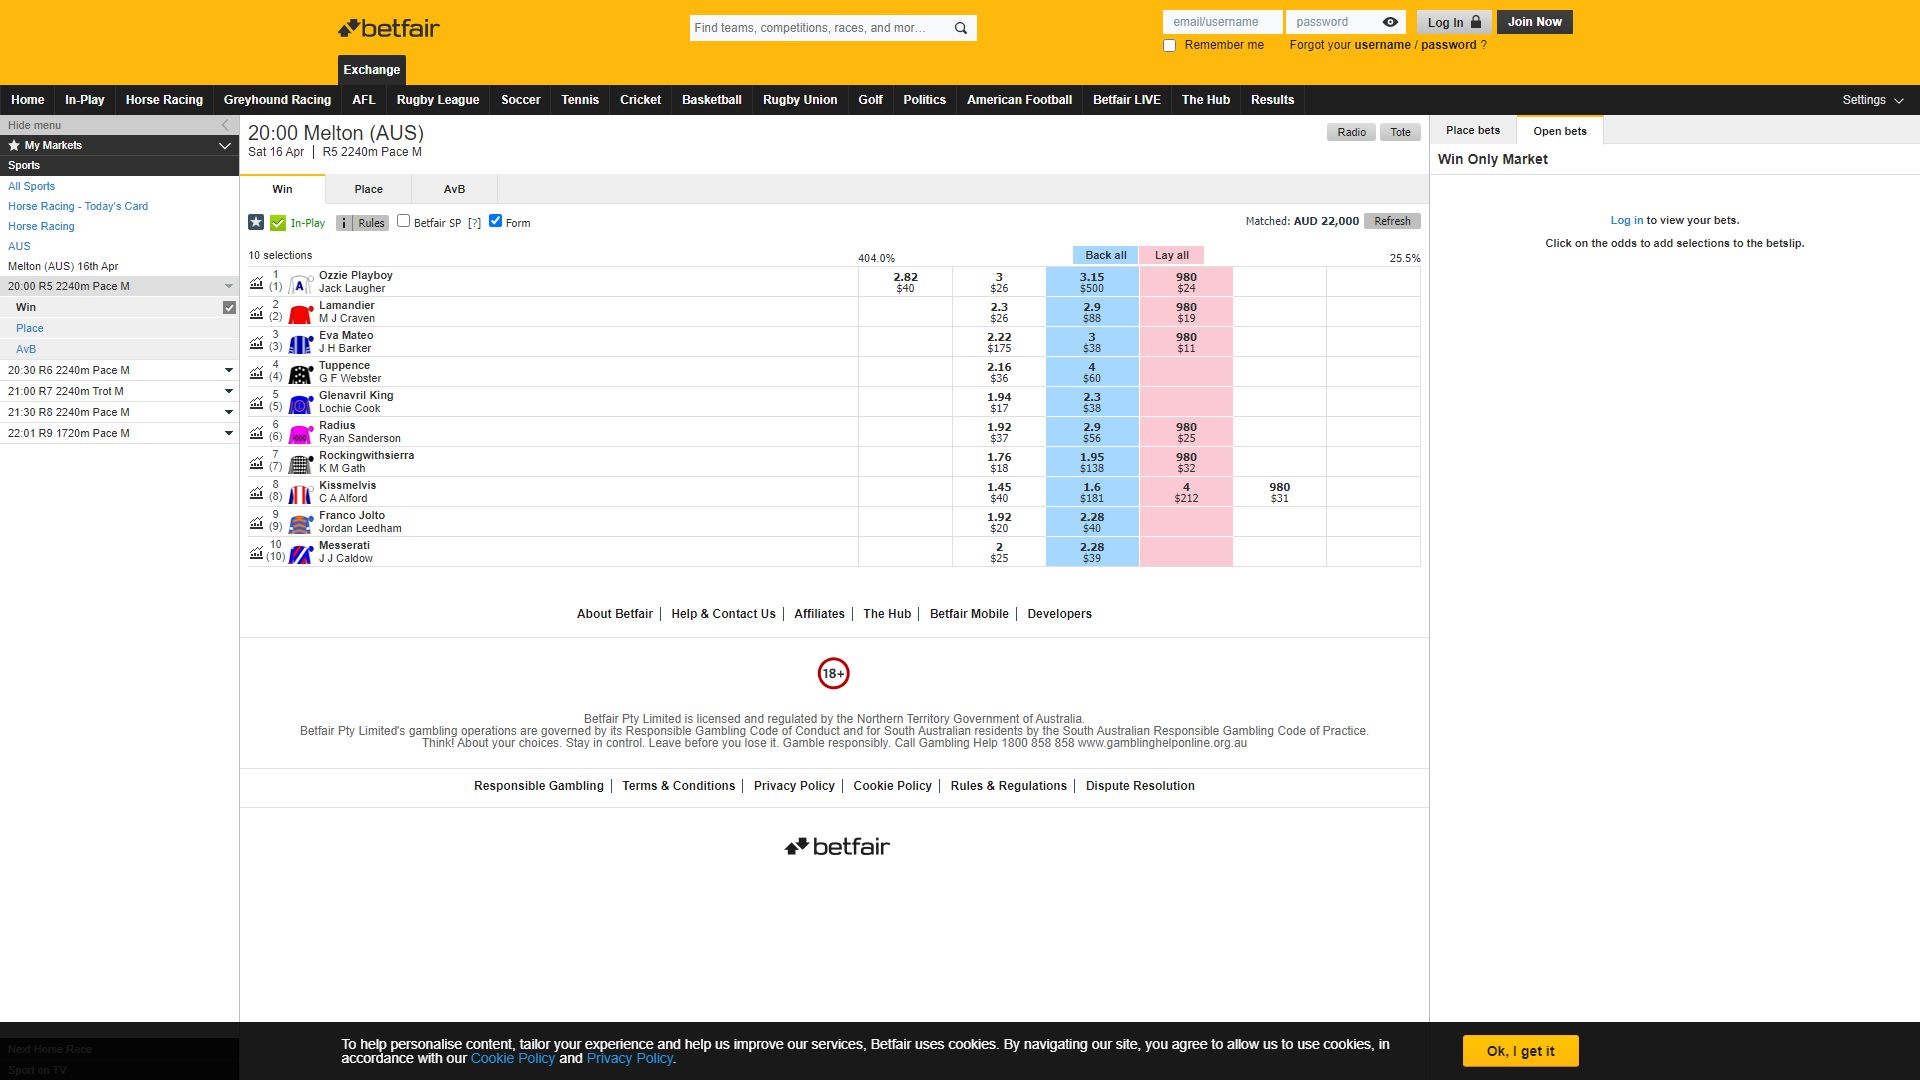 betfair
Find teams, competitions, races, and mor…
email/username
password
Log In
Join Now
Remember me
Forgot your username / password ?
Exchange
Home In-Play Horse Racing Greyhound Racing AFL Rugby League Soccer Tennis Cricket Basketball Rugby Union Golf Politics American Football Betfair LIVE The Hub Results
Settings
Hide menu
My Markets
Sports
All Sports
Horse Racing - Today's Card
Horse Racing
AUS
Melton (AUS) 16th Apr
20:00 R5 2240m Pace M
Win
Place
AvB
20:30 R6 2240m Pace M
21:00 R7 2240m Trot M
21:30 R8 2240m Pace M
22:01 R9 1720m Pace M
Next Horse Race
Sport on TV
20:00 Melton (AUS)
Sat 16 Apr R5 2240m Pace M
Radio Tote
Win Place AvB
In-Play i Rules Betfair SP [?] Form
Matched: AUD 22,000 Refresh
10 selections 404.0% Back all Lay all 25.5%
1 Ozzie Playboy 2.82 3 3.15 980
(1) A Jack Laugher $40 $26 $500 $24
2 Lamandier 2.3 2.9 980
(2) M J Craven $26 $88 $19
3 Eva Mateo 2.22 3 980
(3) J H Barker $175 $38 $11
4 Tuppence 2.16 4
(4) G F Webster $36 $60
5 Glenavril King 1.94 2.3
(5) Lochie Cook $17 $38
6 Radius 1.92 2.9 980
(6) Ryan Sanderson $37 $56 $25
7 Rockingwithsierra 1.76 1.95 980
(7) K M Gath $18 $138 $32
8 Kissmelvis 1.45 1.6 4 980
(8) C A Alford $40 $181 $212 $31
9 Franco Jolto 1.92 2.28
(9) Jordan Leedham $20 $40
10 Messerati 2 2.28
(10) J J Caldow $25 $39
Place bets Open bets
Win Only Market
Log in to view your bets.
Click on the odds to add selections to the betslip.
About Betfair Help & Contact Us Affiliates The Hub Betfair Mobile Developers
18+
Betfair Pty Limited is licensed and regulated by the Northern Territory Government of Australia.
Betfair Pty Limited's gambling operations are governed by its Responsible Gambling Code of Conduct and for South Australian residents by the South Australian Responsible Gambling Code of Practice.
Think! About your choices. Stay in control. Leave before you lose it. Gamble responsibly. Call Gambling Help 1800 858 858 www.gamblinghelponline.org.au
Responsible Gambling Terms & Conditions Privacy Policy Cookie Policy Rules & Regulations Dispute Resolution
betfair
To help personalise content, tailor your experience and help us improve our services, Betfair uses cookies. By navigating our site, you agree to allow us to use cookies, in
accordance with our Cookie Policy and Privacy Policy.
Ok, I get it